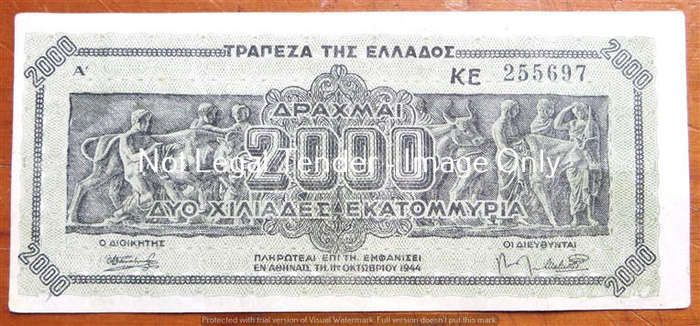 2000 2000
ΤΡΑΠΕΖΑ ΤΗΣ ΕΛΛΑΔΟΣ
Α' ΚΕ 255697
ΔΡΑΧΜΑΙ
Not Legal Tender - Image Only
2000
ΔΥΟ ΧΙΛΙΑΔΕΣ ΕΚΑΤΟΜΜΥΡΙΑ
Ο ΔΙΟΙΚΗΤΗΣ ΟΙ ΔΙΕΥΘΥΝΤΑΙ
ΠΛΗΡΩΤΕΑΙ ΕΠΙ ΤΗ ΕΜΦΑΝΙΣΕΙ
ΕΝ ΑΘΗΝΑΙΣ ΤΗ, 11Η ΟΚΤΩΒΡΙΟΥ 1944
2000 2000
Protected with trial version of Visual Watermark. Full version doesn't put this mark.